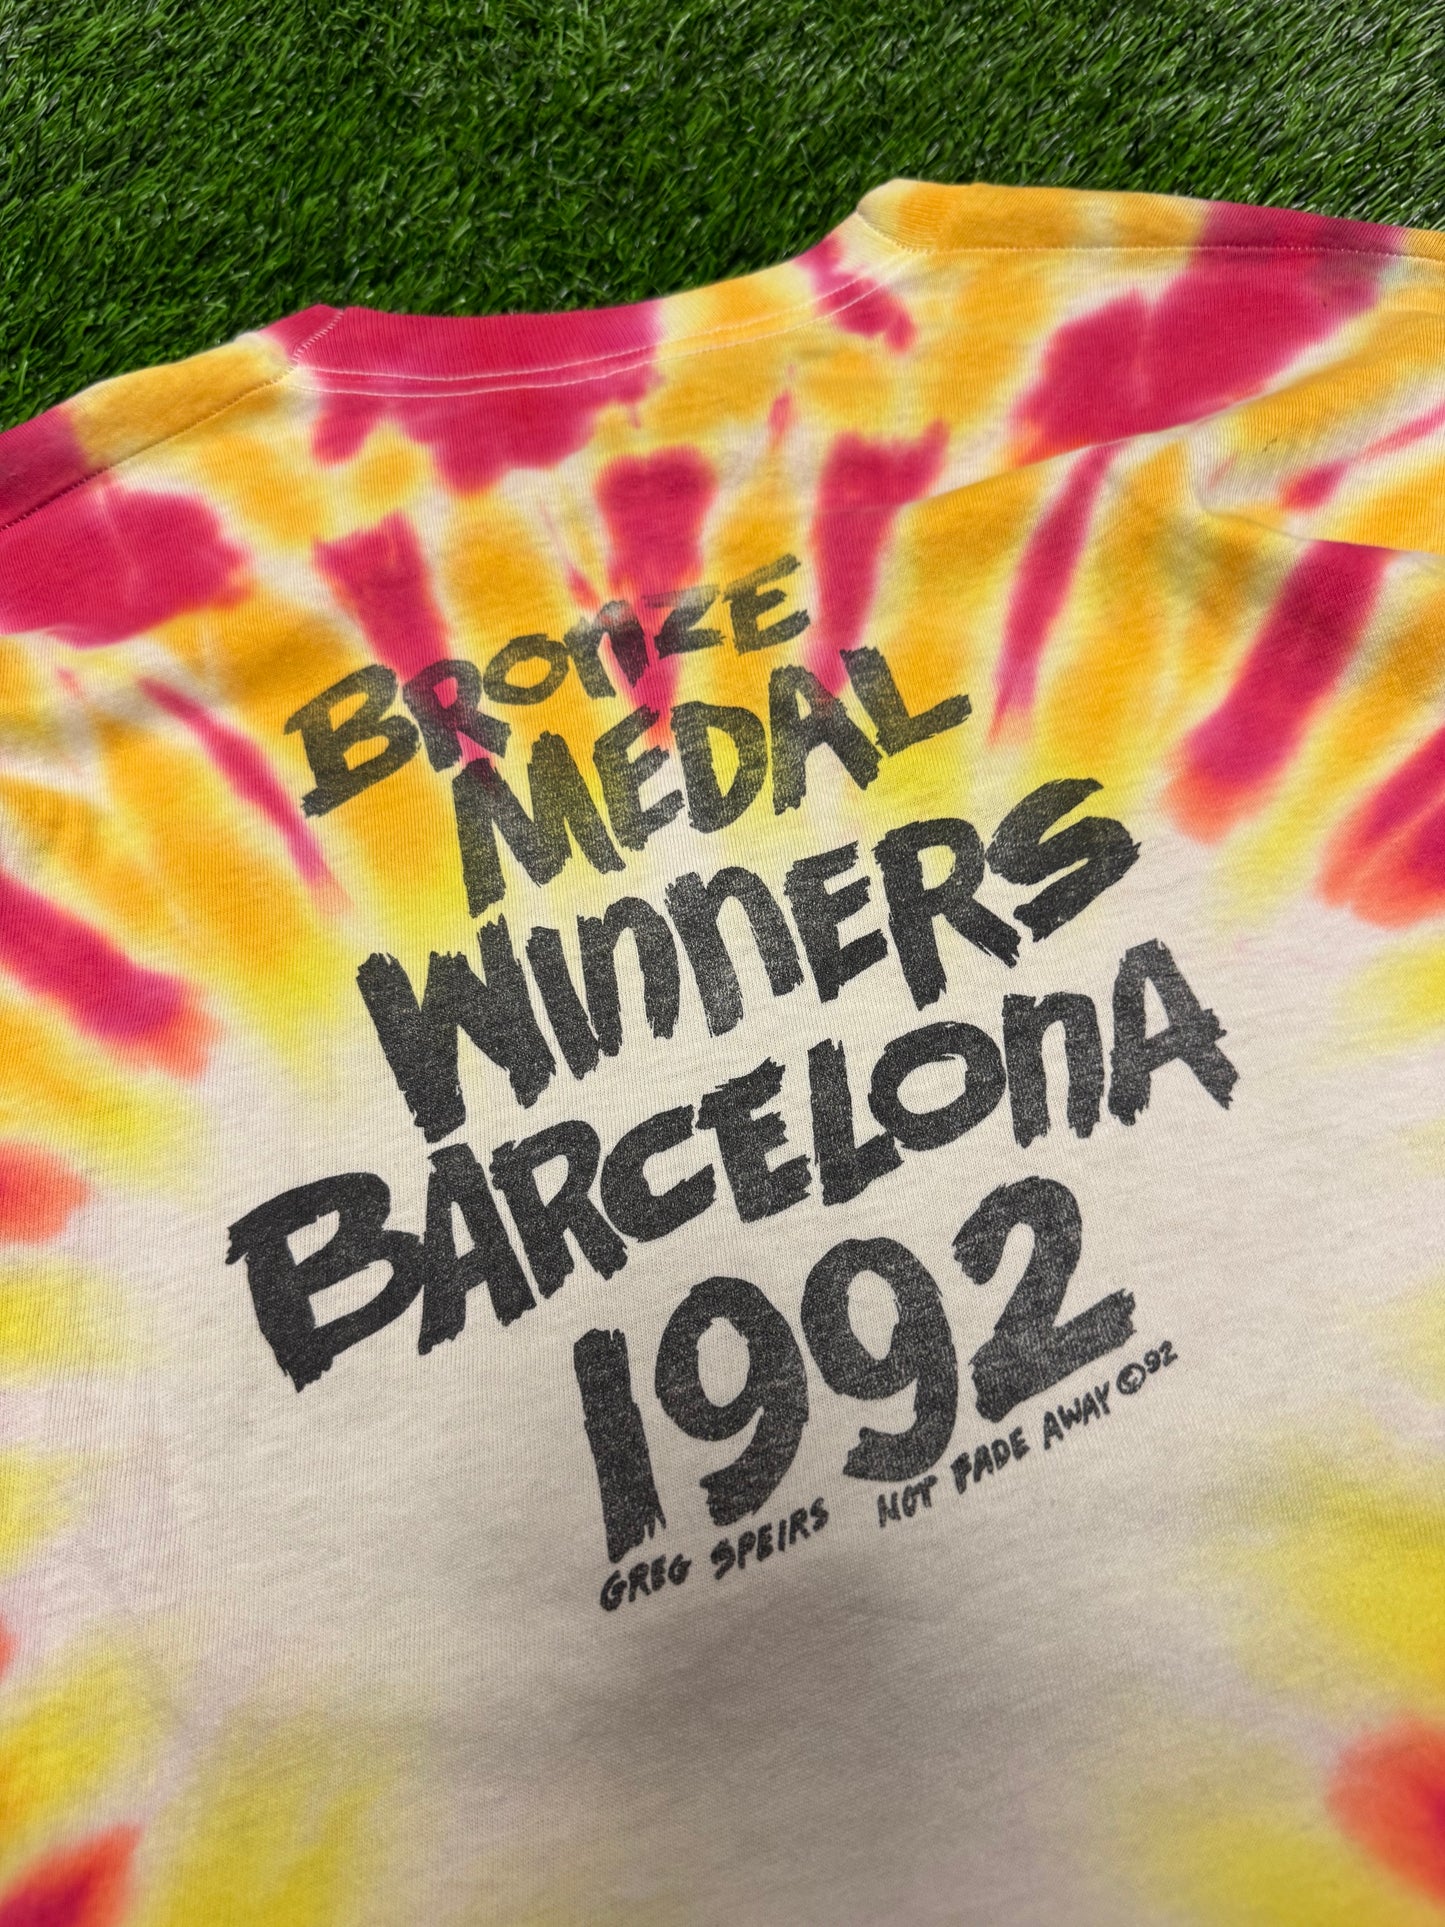 BRONZE
MEDAL
WINNERS
BARCELONA
1992
GREG SPEIRS NOT FADE AWAY ©92